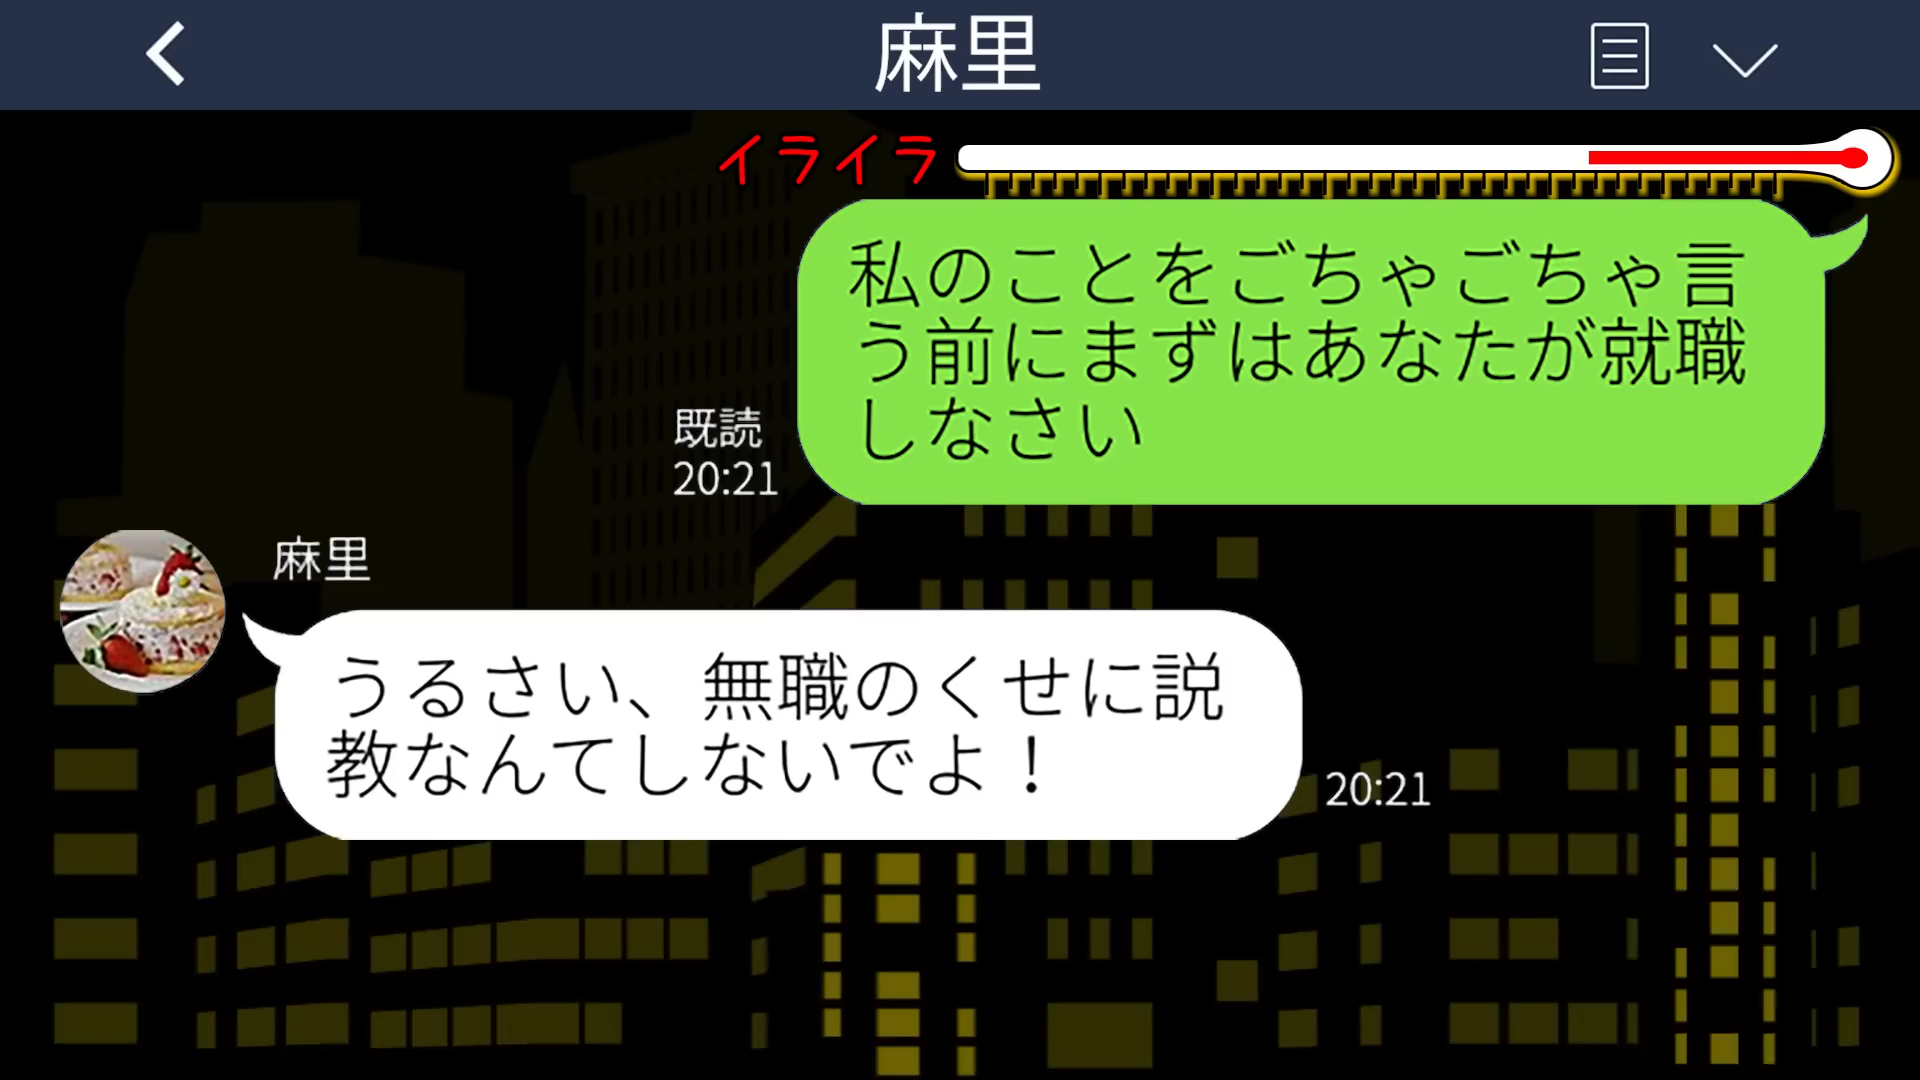 麻里
イライラ
私のことをごちゃごちゃ言
う前にまずはあなたが就職
しなさい
既読
20:21
麻里
うるさい、無職のくせに説
教なんてしないでよ！
20:21